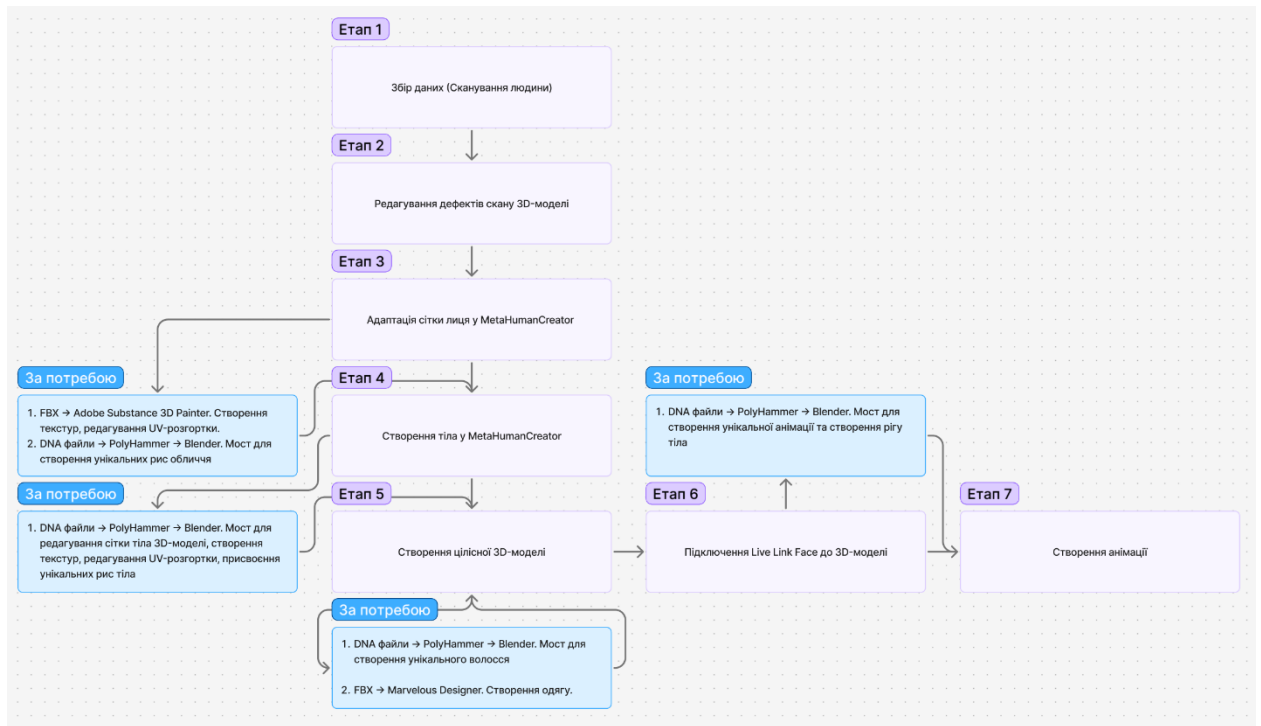 Етап 1
Збір даних (Сканування людини)
Етап 2
Редагування дефектів скану 3D-моделі
Етап 3
Адаптація сітки лиця у MetaHumanCreator
За потребою
1. FBX → Adobe Substance 3D Painter. Створення
текстур, редагування UV-розгортки.
2. DNA файли → PolyHammer → Blender. Мост для
створення унікальних рис обличчя
Етап 4
Створення тіла у MetaHumanCreator
За потребою
1. DNA файли → PolyHammer → Blender. Мост для
створення унікальної анімації та створення рігу
тіла
За потребою
1. DNA файли → PolyHammer → Blender. Мост для
редагування сітки тіла 3D-моделі, створення
текстур, редагування UV-розгортки, присвоєння
унікальних рис тіла
Етап 5
Створення цілісної 3D-моделі
Етап 6
Підключення Live Link Face до 3D-моделі
Етап 7
Створення анімації
За потребою
1. DNA файли → PolyHammer → Blender. Мост для
створення унікального волосся
2. FBX → Marvelous Designer. Створення одягу.